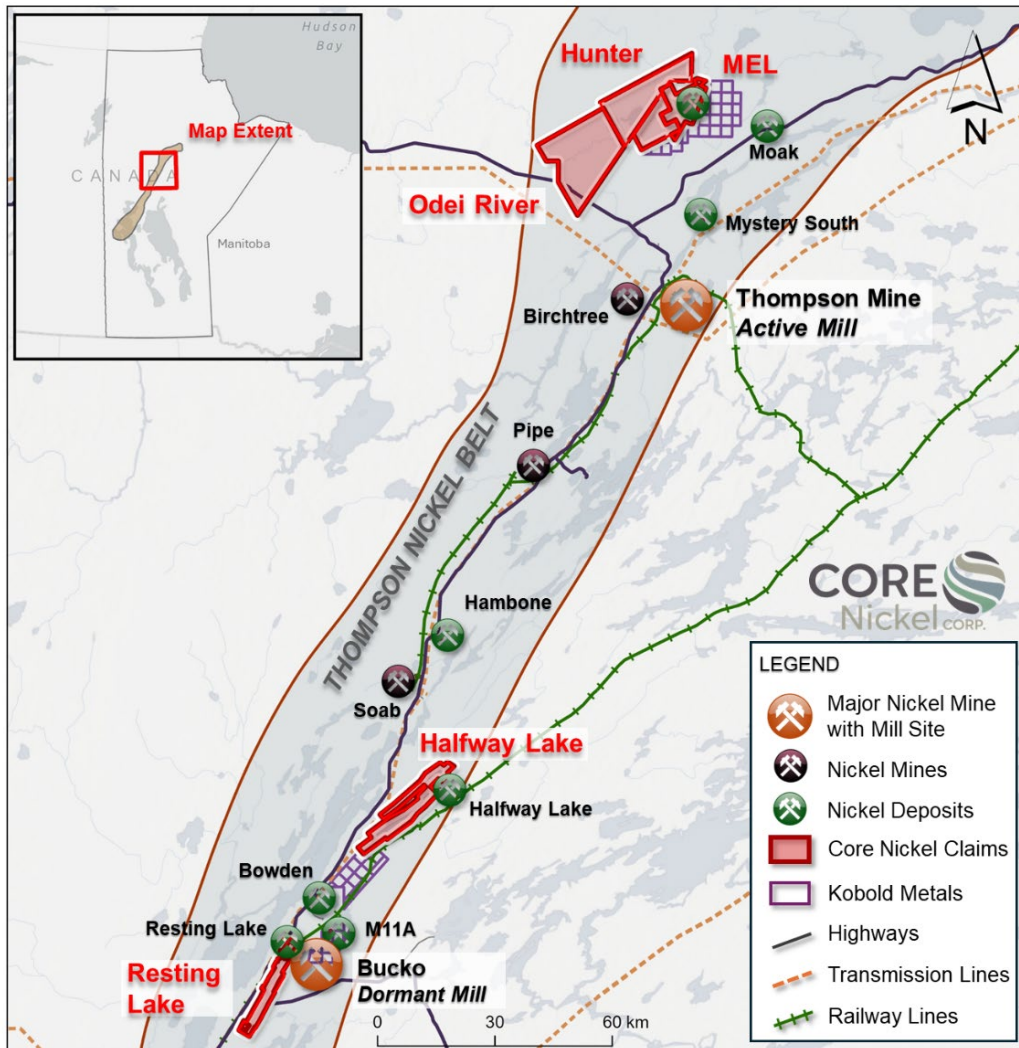 Hudson
Bay
Map Extent
CANADA
Manitoba
Hunter
MEL
Moak
Odei River
Mystery South
N
Birchtree
Thompson Mine
Active Mill
Pipe
THOMPSON NICKEL BELT
Hambone
Soab
Halfway Lake
Halfway Lake
Bowden
Resting Lake
M11A
Resting
Lake
Bucko
Dormant Mill
0 30 60 km
CORE
Nickel CORP.
LEGEND
Major Nickel Mine
with Mill Site
Nickel Mines
Nickel Deposits
Core Nickel Claims
Kobold Metals
Highways
Transmission Lines
Railway Lines